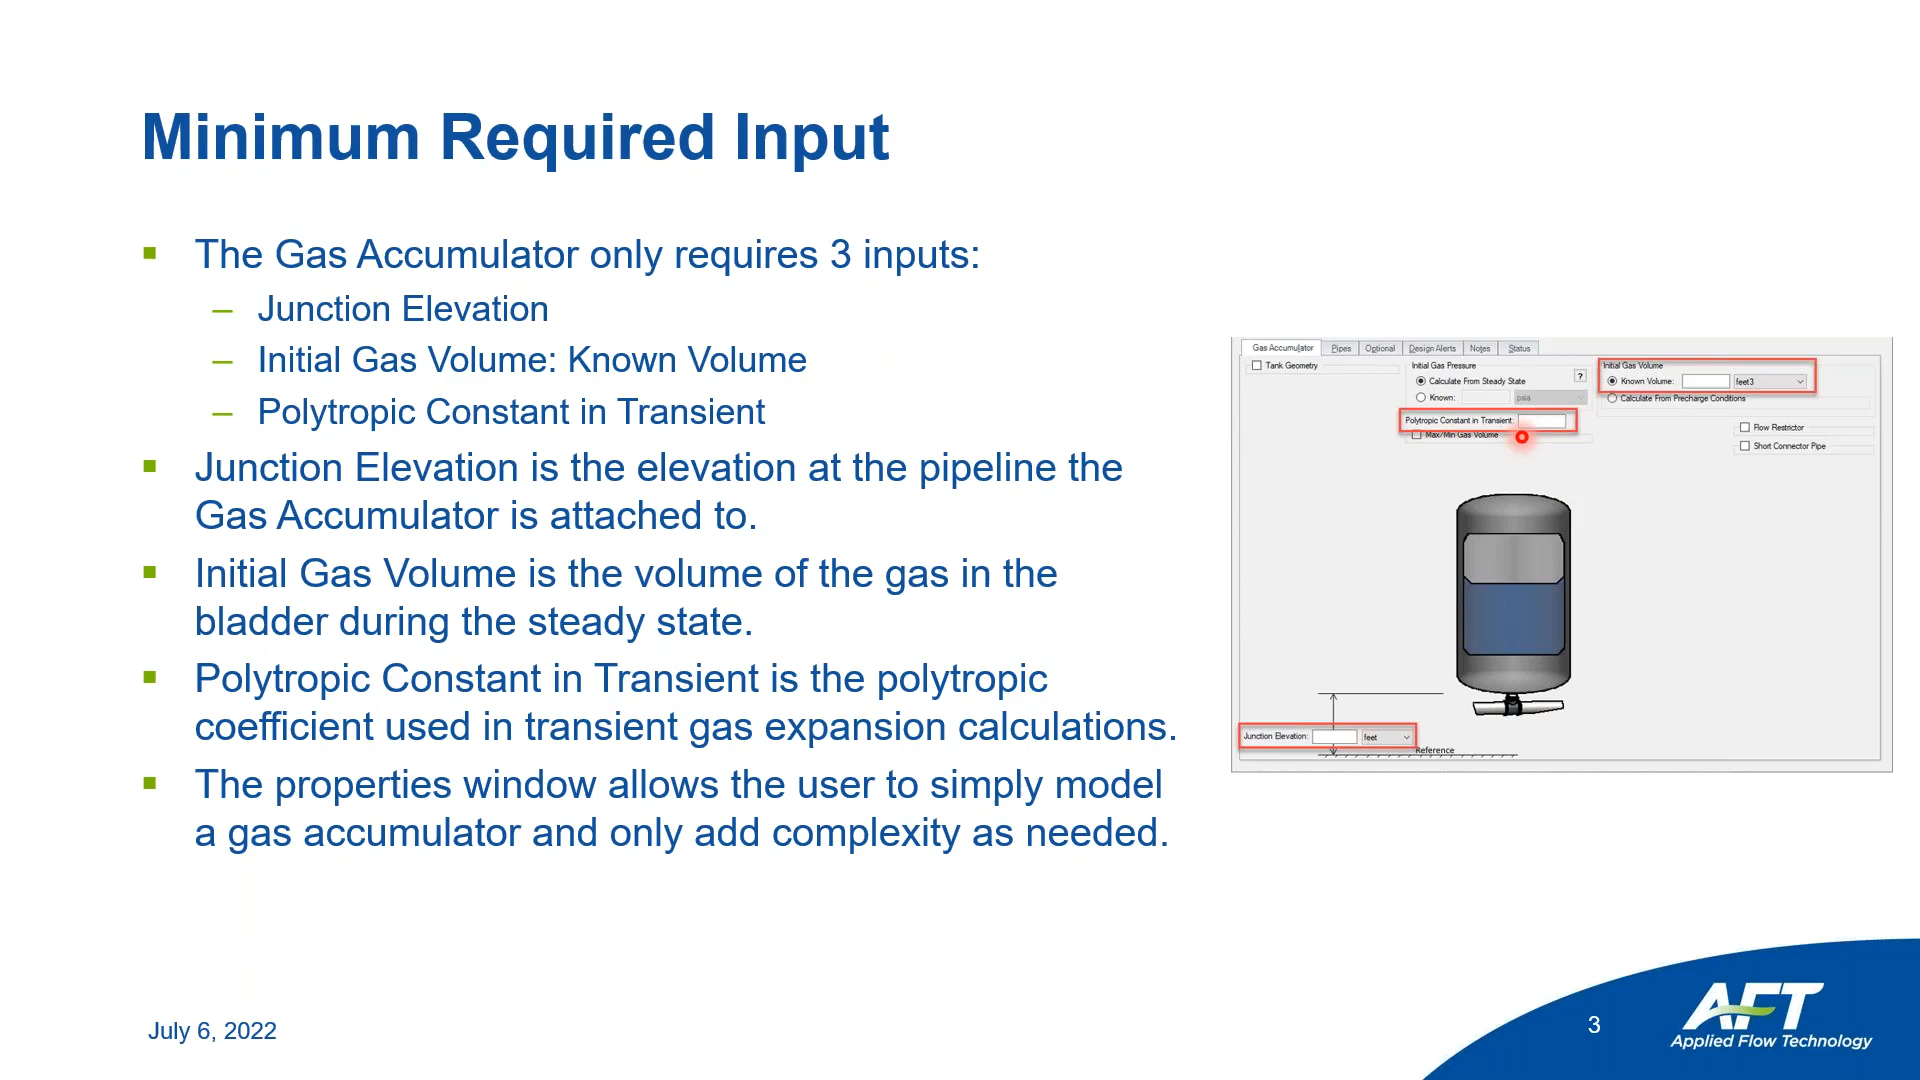 Minimum Required Input
▪ The Gas Accumulator only requires 3 inputs:
– Junction Elevation
– Initial Gas Volume: Known Volume
– Polytropic Constant in Transient
▪ Junction Elevation is the elevation at the pipeline the
Gas Accumulator is attached to.
▪ Initial Gas Volume is the volume of the gas in the
bladder during the steady state.
▪ Polytropic Constant in Transient is the polytropic
coefficient used in transient gas expansion calculations.
▪ The properties window allows the user to simply model
a gas accumulator and only add complexity as needed.
Gas Accumulator Pipes Optional Design Alerts Notes Status
Tank Geometry
Initial Gas Pressure
Calculate From Steady State
?
Known: psia
Polytropic Constant in Transient:
Max/Min Gas Volume
Initial Gas Volume
Known Volume: feet3
Calculate From Precharge Conditions
Flow Restrictor
Short Connector Pipe
Junction Elevation: feet
Reference
July 6, 2022
3
AFT
Applied Flow Technology